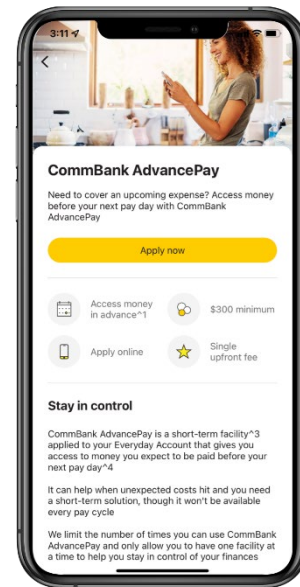 3:11
CommBank AdvancePay
Need to cover an upcoming expense? Access money
before your next pay day with CommBank
AdvancePay
Apply now
Access money
in advance^1
$300 minimum
Apply online
Single
upfront fee
Stay in control
CommBank AdvancePay is a short-term facility^3
applied to your Everyday Account that gives you
access to money you expect to be paid before your
next pay day^4
It can help when unexpected costs hit and you need
a short-term solution, though it won't be available
every pay cycle
We limit the number of times you can use CommBank
AdvancePay and only allow you to have one facility at
a time to help you stay in control of your finances